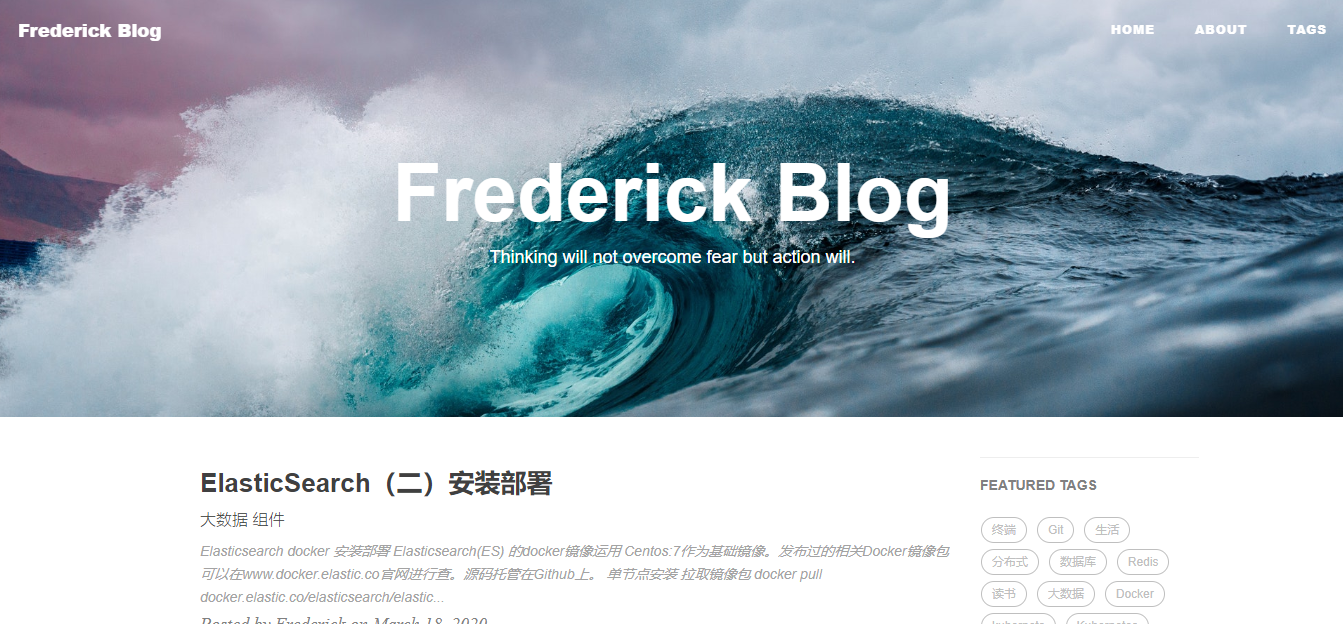 Frederick Blog
HOME ABOUT TAGS
Frederick Blog
Thinking will not overcome fear but action will.
ElasticSearch（二）安装部署
大数据 组件
Elasticsearch docker 安装部署 Elasticsearch(ES) 的docker镜像运用 Centos:7作为基础镜像。发布过的相关Docker镜像包
可以在www.docker.elastic.co官网进行查。源码托管在Github上。 单节点安装 拉取镜像包 docker pull
docker.elastic.co/elasticsearch/elastic...
Posted by Frederick on March 18, 2020
FEATURED TAGS
终端 Git 生活
分布式 数据库 Redis
读书 大数据 Docker
kubernete Kubernetes